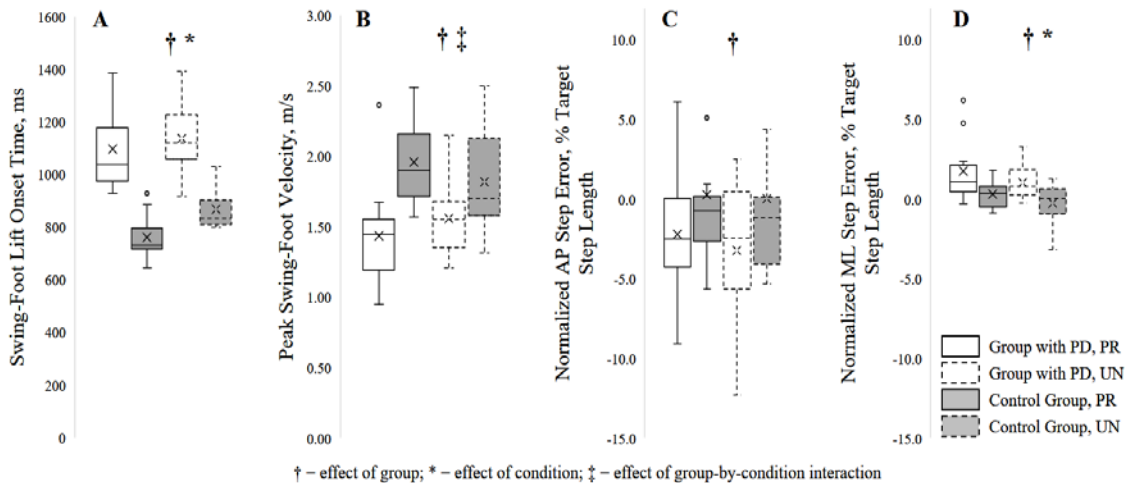 A
† *
Swing-Foot Lift Onset Time, ms
1600
1400
1200
1000
800
600
400
200
0
B
† ‡
Peak Swing-Foot Velocity, m/s
3.00
2.50
2.00
1.50
1.00
0.50
0.00
C
†
Normalized AP Step Error, % Target
Step Length
10.0
5.0
0.0
-5.0
-10.0
-15.0
D
† *
Normalized ML Step Error, % Target
Step Length
10.0
5.0
0.0
-5.0
-10.0
-15.0
Group with PD, PR
Group with PD, UN
Control Group, PR
Control Group, UN
† – effect of group; * – effect of condition; ‡ – effect of group-by-condition interaction